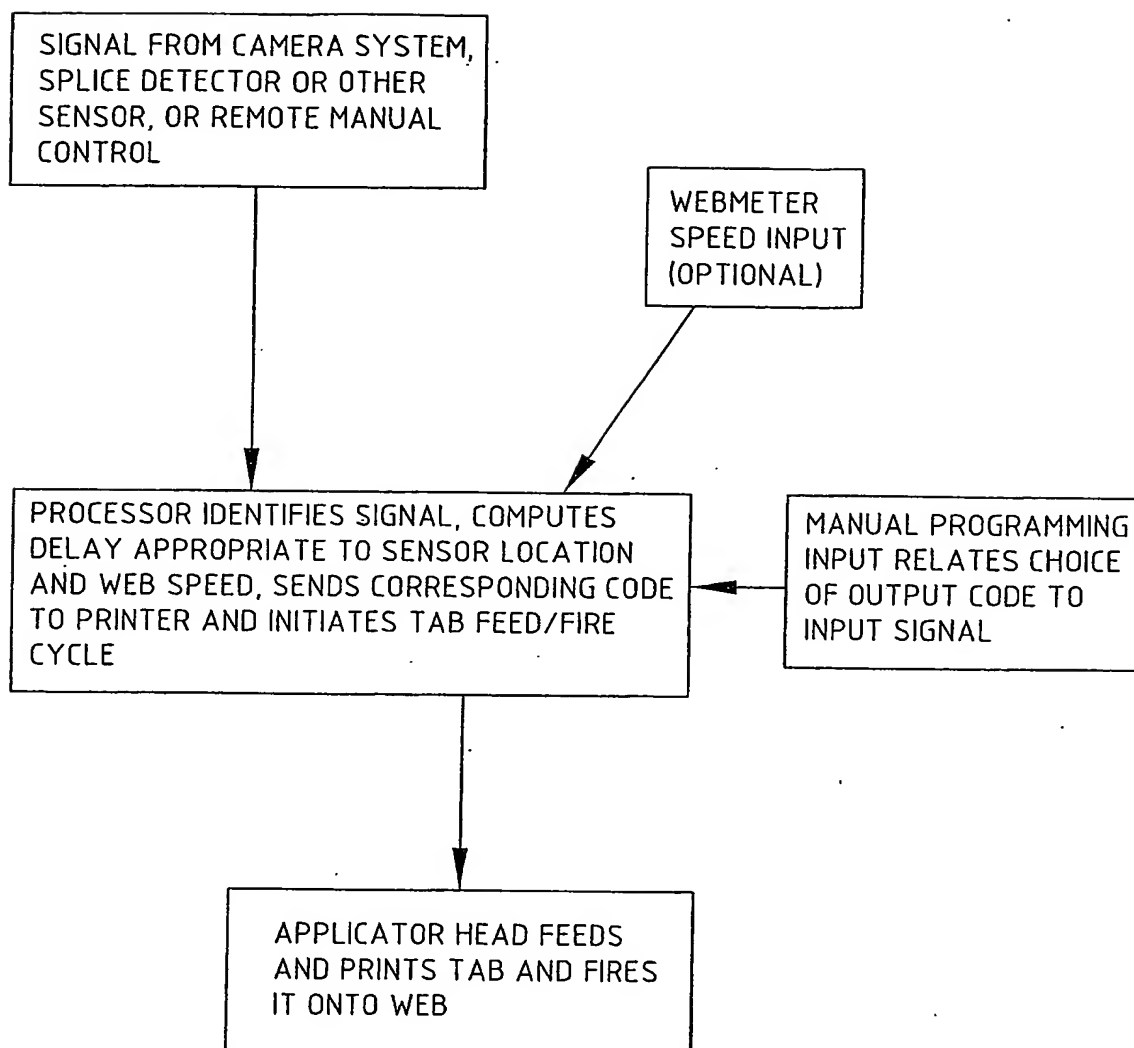 SIGNAL FROM CAMERA SYSTEM,
SPLICE DETECTOR OR OTHER
SENSOR, OR REMOTE MANUAL
CONTROL
WEBMETER
SPEED INPUT
(OPTIONAL)
PROCESSOR IDENTIFIES SIGNAL, COMPUTES
DELAY APPROPRIATE TO SENSOR LOCATION
AND WEB SPEED, SENDS CORRESPONDING CODE
TO PRINTER AND INITIATES TAB FEED/FIRE
CYCLE
MANUAL PROGRAMMING
INPUT RELATES CHOICE
OF OUTPUT CODE TO
INPUT SIGNAL
APPLICATOR HEAD FEEDS
AND PRINTS TAB AND FIRES
IT ONTO WEB